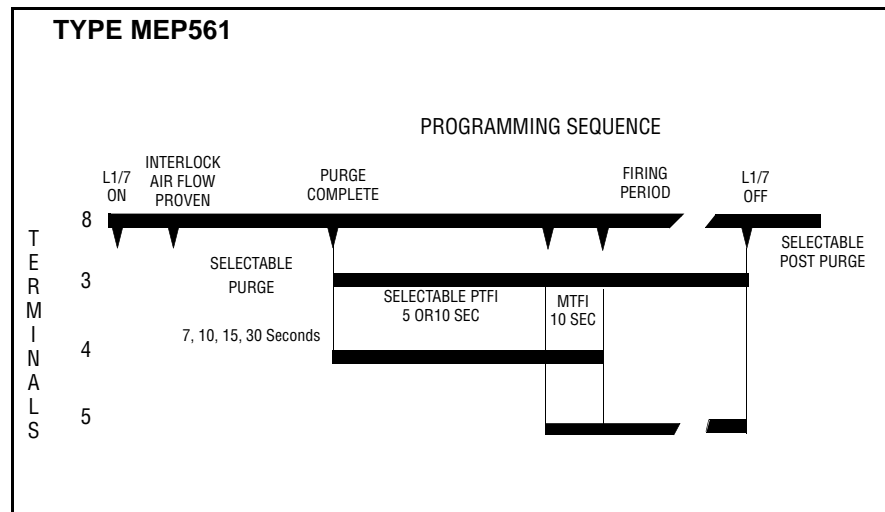 TYPE MEP561
PROGRAMMING SEQUENCE
L1/7
ON
INTERLOCK
AIR FLOW
PROVEN
PURGE
COMPLETE
FIRING
PERIOD
L1/7
OFF
TERMINALS
8
SELECTABLE
POST PURGE
3
SELECTABLE
PURGE
SELECTABLE PTFI
5 OR10 SEC
MTFI
10 SEC
7, 10, 15, 30 Seconds
4
5